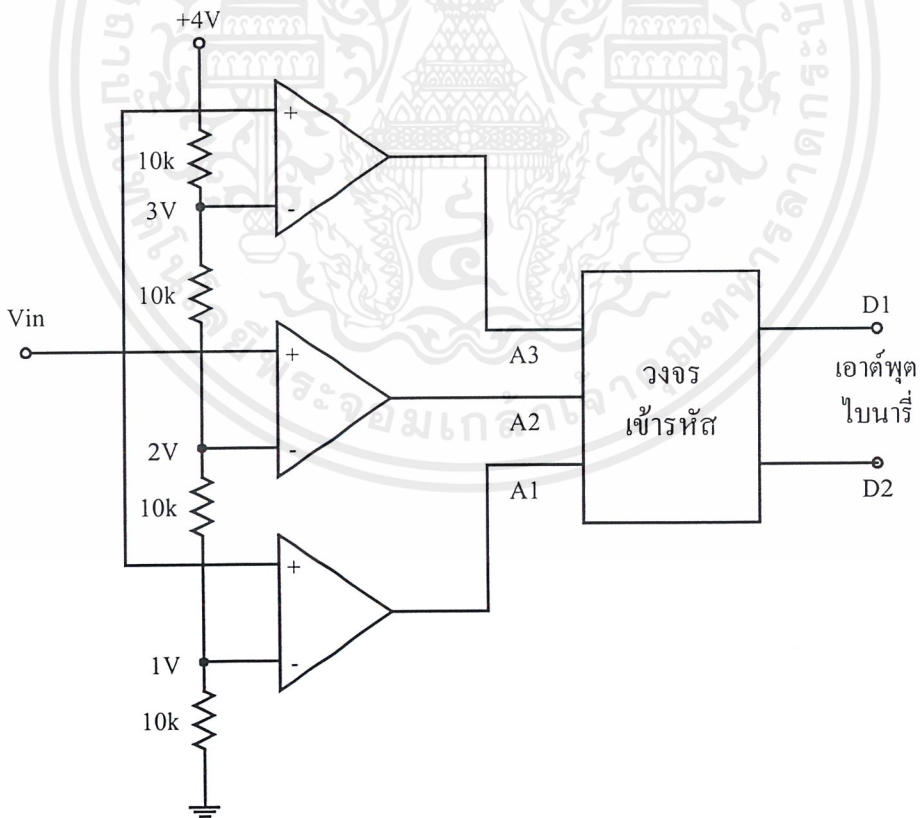 +4V
+
10k
3V
-
10k
Vin
+
A3
D1
วงจร
เข้ารหัส
เอาต์พุต
ไบนารี่
A2
2V
-
10k
A1
D2
+
1V
-
10k